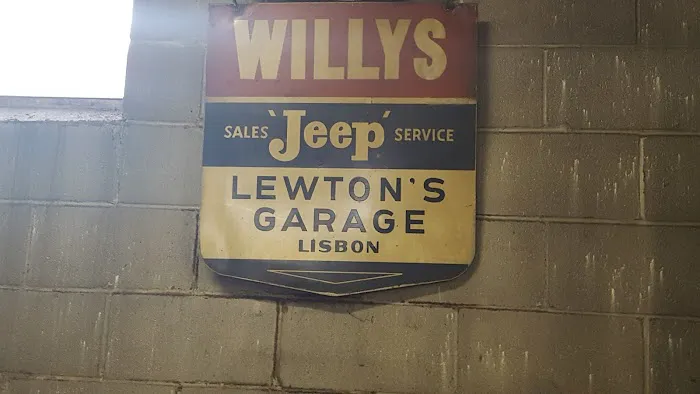 WILLYS
SALES 'Jeep' SERVICE
LEWTON'S
GARAGE
LISBON